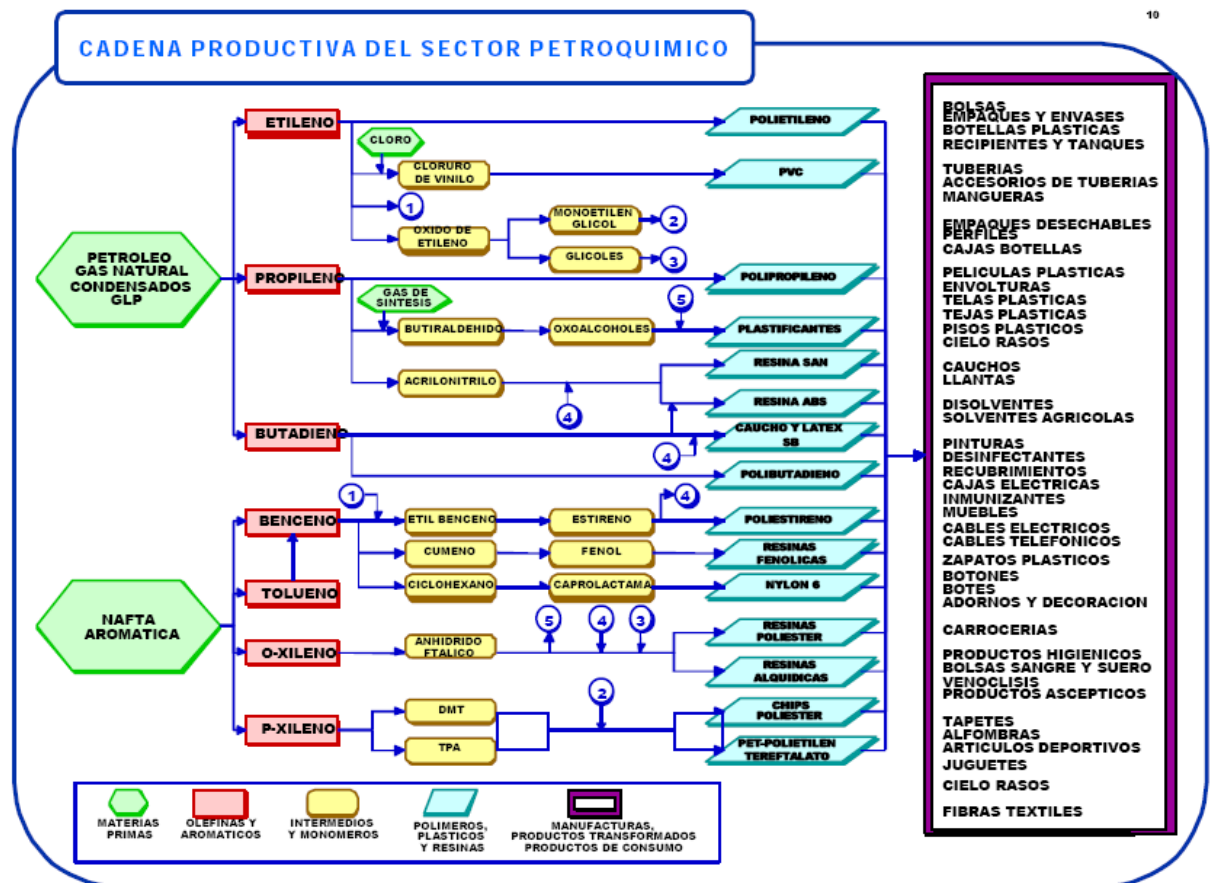 10
CADENA PRODUCTIVA DEL SECTOR PETROQUIMICO
ETILENO
CLORO
CLORURO
DE VINILO
1
OXIDO DE
ETILENO
MONOETILEN
GLICOL
2
GLICOLES
3
POLIETILENO
PVC
PETROLEO
GAS NATURAL
CONDENSADOS
GLP
PROPILENO
GAS DE
SINTESIS
BUTIRALDEHIDO
OXOALCOHOLES
5
ACRILONITRILO
4
POLIPROPILENO
PLASTIFICANTES
RESINA SAN
RESINA ABS
BUTADIENO
4
CAUCHO Y LATEX
SB
POLIBUTADIENO
NAFTA
AROMATICA
BENCENO
1
ETIL BENCENO
ESTIRENO
4
POLIESTIRENO
CUMENO
FENOL
RESINAS
FENOLICAS
TOLUENO
CICLOHEXANO
CAPROLACTAMA
NYLON 6
O-XILENO
ANHIDRIDO
FTALICO
5
4
3
RESINAS
POLIESTER
RESINAS
ALQUIDICAS
P-XILENO
DMT
TPA
2
CHIPS
POLIESTER
PET-POLIETILEN
TEREFTALATO
BOLSAS
EMPAQUES Y ENVASES
BOTELLAS PLASTICAS
RECIPIENTES Y TANQUES
TUBERIAS
ACCESORIOS DE TUBERIAS
MANGUERAS
EMPAQUES DESECHABLES
PERFILES
CAJAS BOTELLAS
PELICULAS PLASTICAS
ENVOLTURAS
TELAS PLASTICAS
TEJAS PLASTICAS
PISOS PLASTICOS
CIELO RASOS
CAUCHOS
LLANTAS
DISOLVENTES
SOLVENTES AGRICOLAS
PINTURAS
DESINFECTANTES
RECUBRIMIENTOS
CAJAS ELECTRICAS
INMUNIZANTES
MUEBLES
CABLES ELECTRICOS
CABLES TELEFONICOS
ZAPATOS PLASTICOS
BOTONES
BOTES
ADORNOS Y DECORACION
CARROCERIAS
PRODUCTOS HIGIENICOS
BOLSAS SANGRE Y SUERO
VENOCLISIS
PRODUCTOS ASCEPTICOS
TAPETES
ALFOMBRAS
ARTICULOS DEPORTIVOS
JUGUETES
CIELO RASOS
FIBRAS TEXTILES
MATERIAS
PRIMAS
OLEFINAS Y
AROMATICOS
INTERMEDIOS
Y MONOMEROS
POLIMEROS,
PLASTICOS
Y RESINAS
MANUFACTURAS,
PRODUCTOS TRANSFORMADOS
PRODUCTOS DE CONSUMO